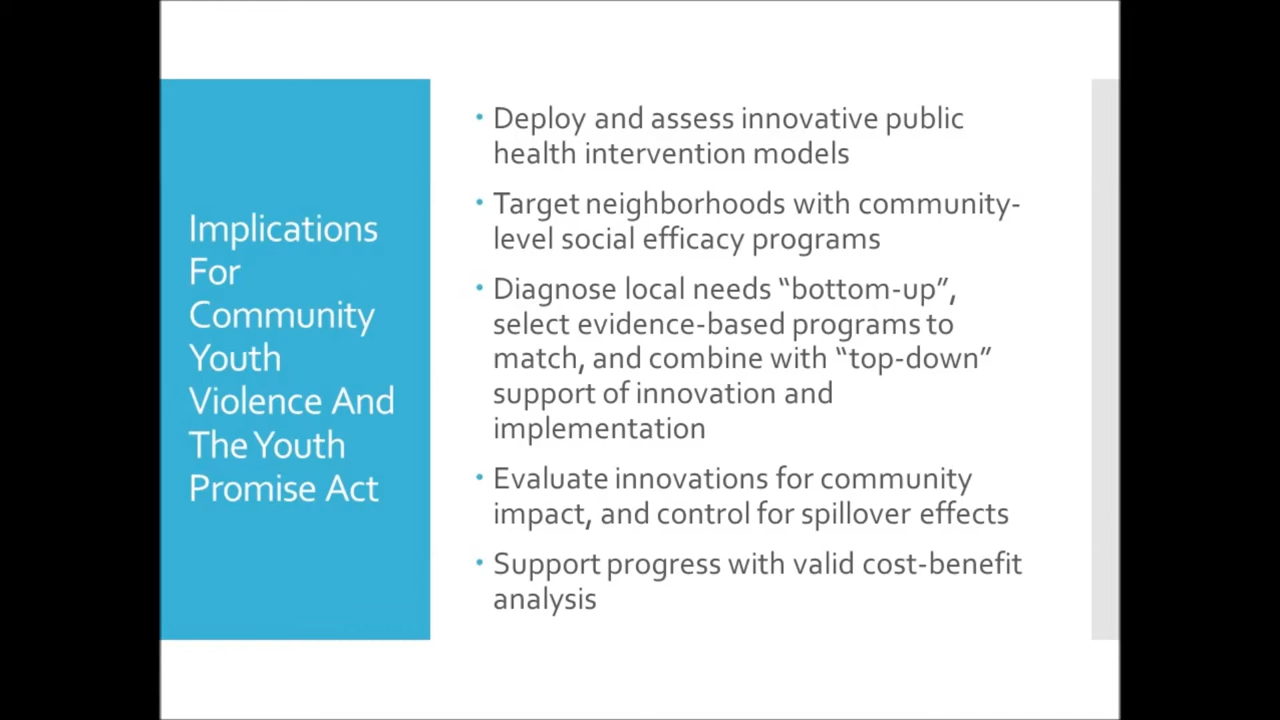 Implications
For
Community
Youth
Violence And
The Youth
Promise Act
• Deploy and assess innovative public
health intervention models
• Target neighborhoods with community-
level social efficacy programs
• Diagnose local needs “bottom-up”,
select evidence-based programs to
match, and combine with “top-down”
support of innovation and
implementation
• Evaluate innovations for community
impact, and control for spillover effects
• Support progress with valid cost-benefit
analysis